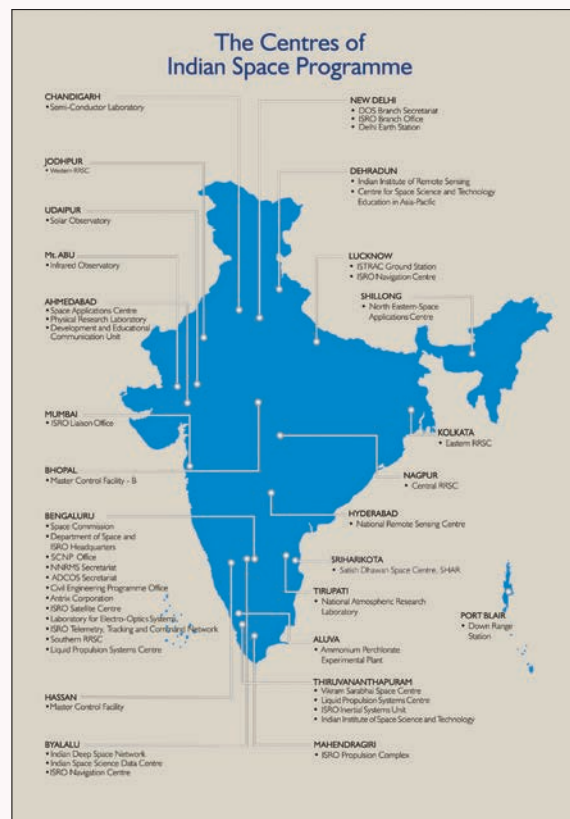 The Centres of
Indian Space Programme
CHANDIGARH
• Semi-Conductor Laboratory
JODHPUR
• Western RRSC
UDAIPUR
• Solar Observatory
Mt. ABU
• Infrared Observatory
AHMEDABAD
• Space Applications Centre
• Physical Research Laboratory
• Development and Educational
Communication Unit
MUMBAI
• ISRO Liaison Office
BHOPAL
• Master Control Facility - B
BENGALURU
• Space Commission
• Department of Space and
ISRO Headquarters
• SCNP Office
• NNRMS Secretariat
• ADCOS Secretariat
• Civil Engineering Programme Office
• Antrix Corporation
• ISRO Satellite Centre
• Laboratory for Electro-Optics Systems
• ISRO Telemetry, Tracking and Command Network
• Southern RRSC
• Liquid Propulsion Systems Centre
HASSAN
• Master Control Facility
BYALALU
• Indian Deep Space Network
• Indian Space Science Data Centre
• ISRO Navigation Centre
NEW DELHI
• DOS Branch Secretariat
• ISRO Branch Office
• Delhi Earth Station
DEHRADUN
• Indian Institute of Remote Sensing
• Centre for Space Science and Technology
Education in Asia-Pacific
LUCKNOW
• ISTRAC Ground Station
• ISRO Navigation Centre
SHILLONG
• North Eastern-Space
Applications Centre
KOLKATA
• Eastern RRSC
NAGPUR
• Central RRSC
HYDERABAD
• National Remote Sensing Centre
SRIHARIKOTA
• Satish Dhawan Space Centre, SHAR
TIRUPATI
• National Atmospheric Research
Laboratory
PORT BLAIR
• Down Range
Station
ALUVA
• Ammonium Perchlorate
Experimental Plant
THIRUVANANTHAPURAM
• Vikram Sarabhai Space Centre
• Liquid Propulsion Systems Centre
• ISRO Inertial Systems Unit
• Indian Institute of Space Science and Technology
MAHENDRAGIRI
• ISRO Propulsion Complex